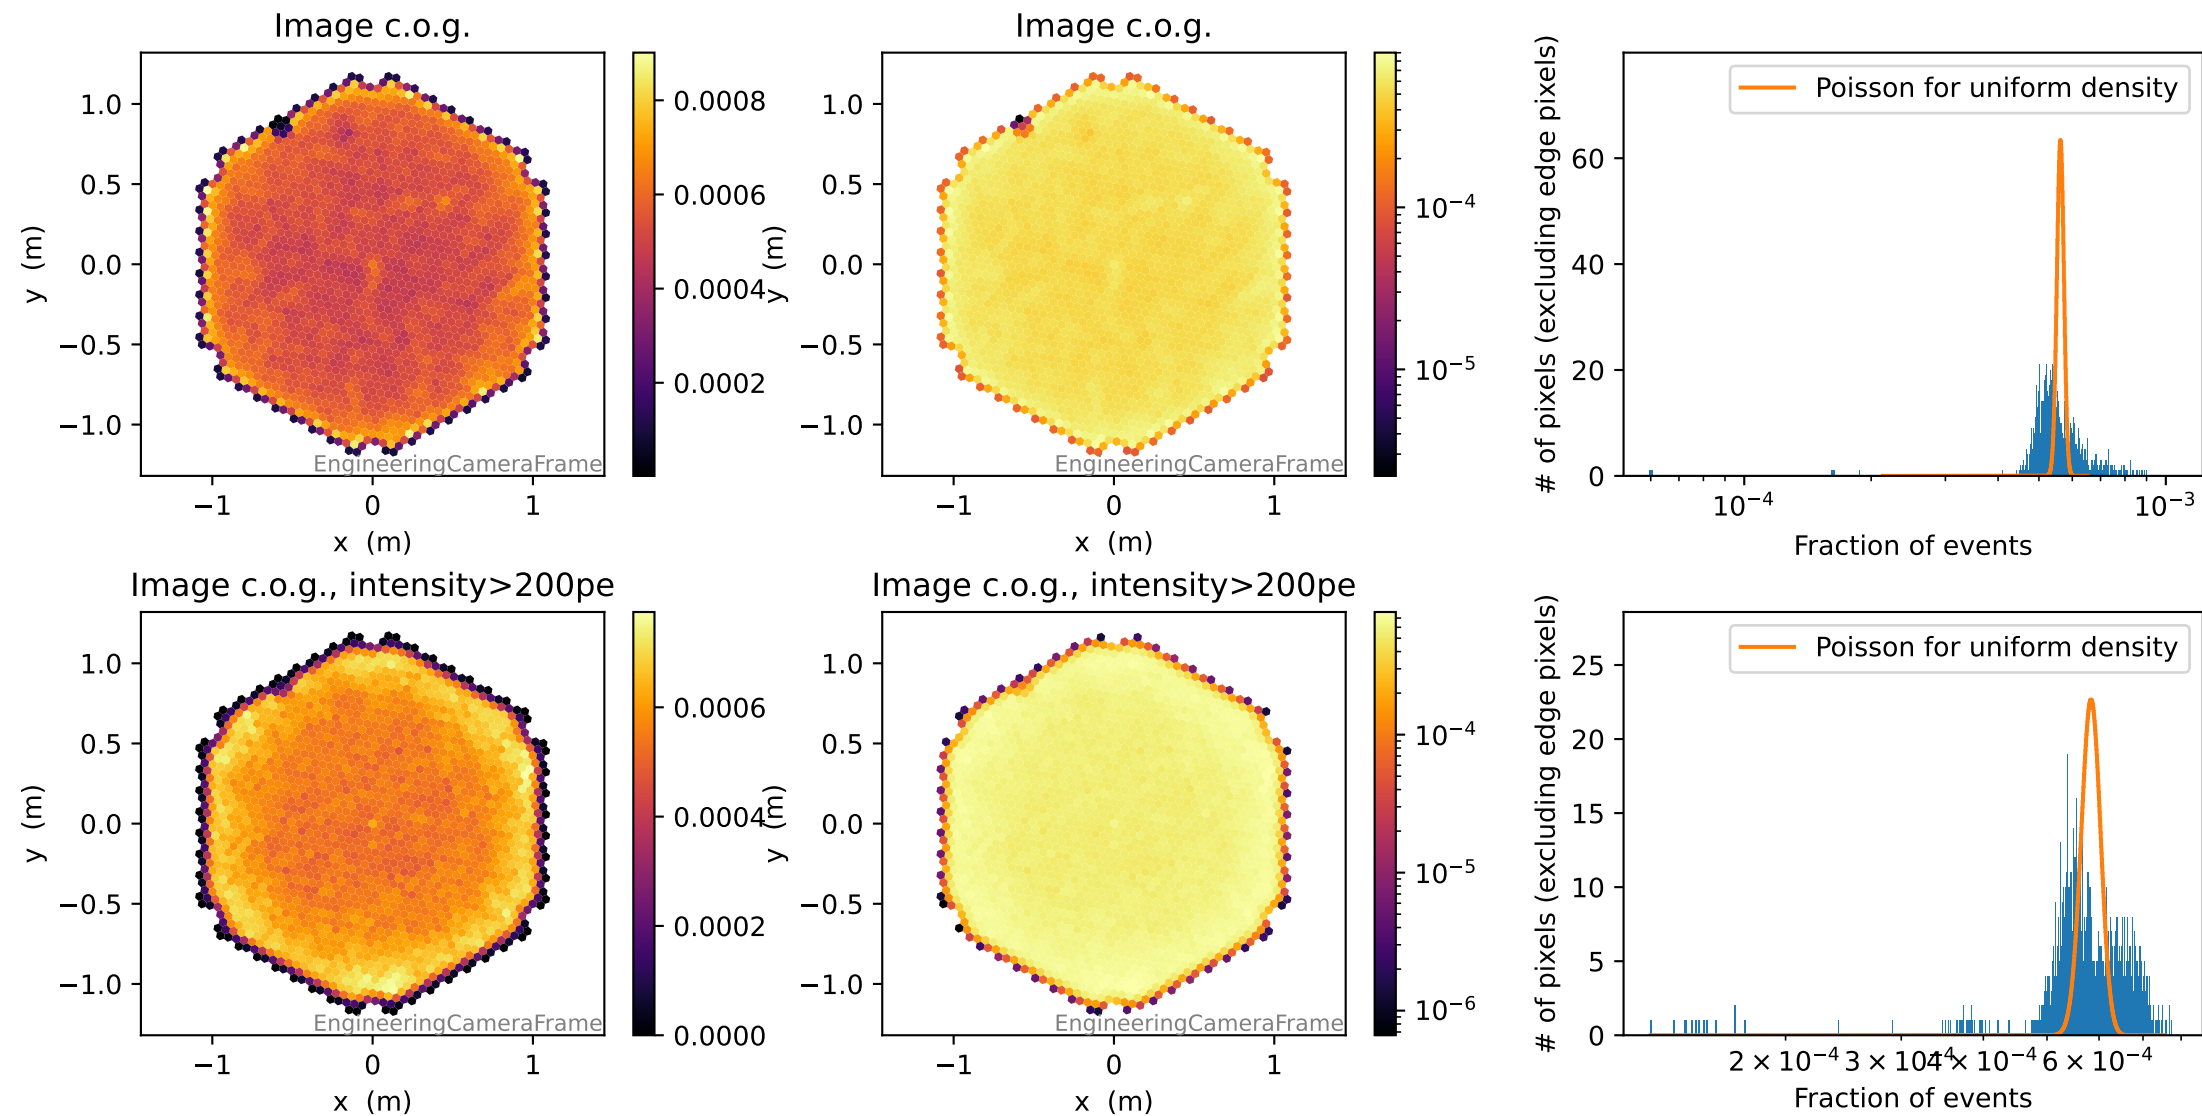 Image c.o.g.
1.0
0.5
0.0
−0.5
−1.0
y (m)
−1
0
1
x (m)
EngineeringCameraFrame
0.0008
0.0006
0.0004
0.0002
Image c.o.g.
1.0
0.5
0.0
−0.5
−1.0
y (m)
−1
0
1
x (m)
EngineeringCameraFrame
10⁻⁴
10⁻⁵
# of pixels (excluding edge pixels)
60
40
20
0
Poisson for uniform density
10⁻⁴
10⁻³
Fraction of events
Image c.o.g., intensity>200pe
1.0
0.5
0.0
−0.5
−1.0
y (m)
−1
0
1
x (m)
EngineeringCameraFrame
0.0006
0.0004
0.0002
0.0000
Image c.o.g., intensity>200pe
1.0
0.5
0.0
−0.5
−1.0
y (m)
−1
0
1
x (m)
EngineeringCameraFrame
10⁻⁴
10⁻⁵
10⁻⁶
# of pixels (excluding edge pixels)
25
20
15
10
5
0
Poisson for uniform density
2 × 10⁻⁴
3 × 10⁻⁴
4 × 10⁻⁴
6 × 10⁻⁴
Fraction of events